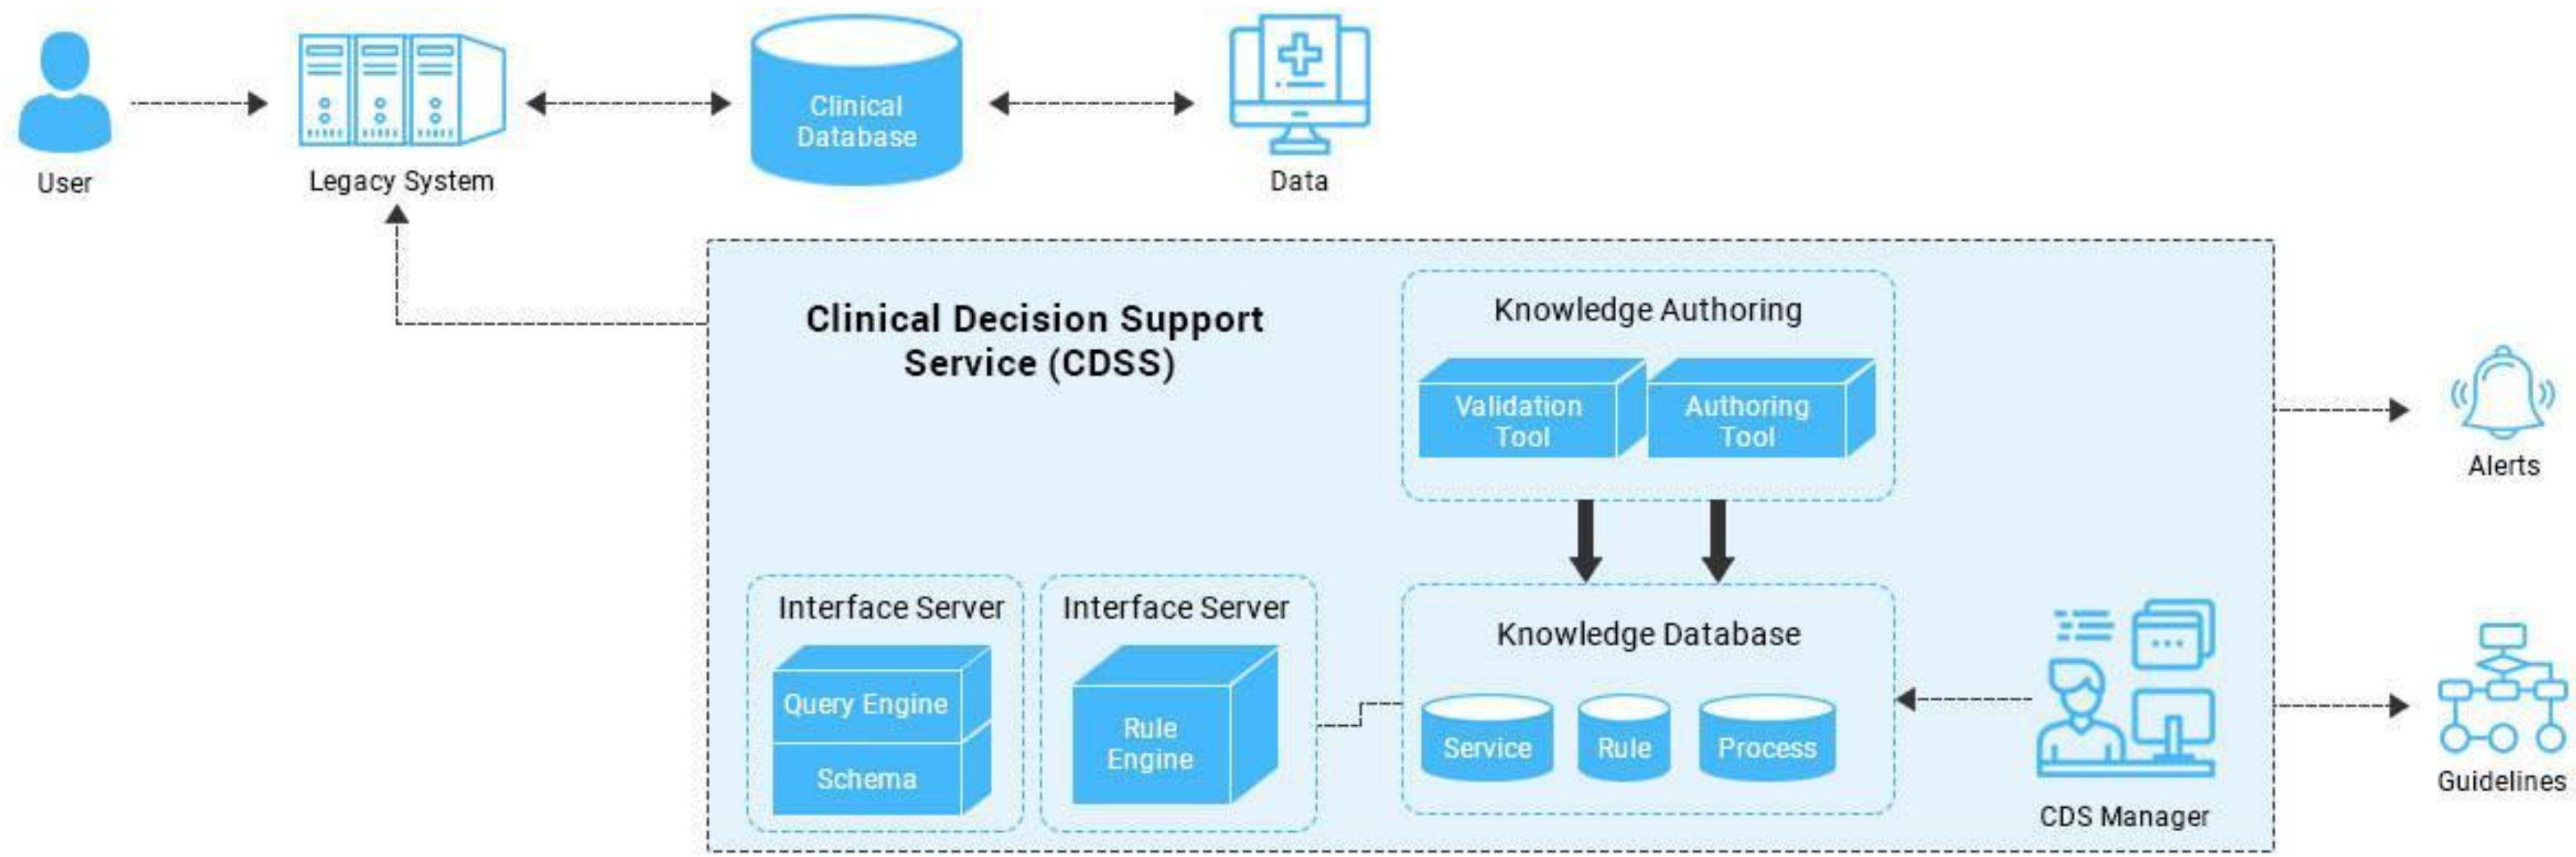 Clinical
Database
User
Legacy System
Data
Clinical Decision Support
Service (CDSS)
Knowledge Authoring
Validation
Tool
Authoring
Tool
Alerts
Interface Server
Query Engine
Schema
Interface Server
Rule
Engine
Knowledge Database
Service
Rule
Process
CDS Manager
Guidelines